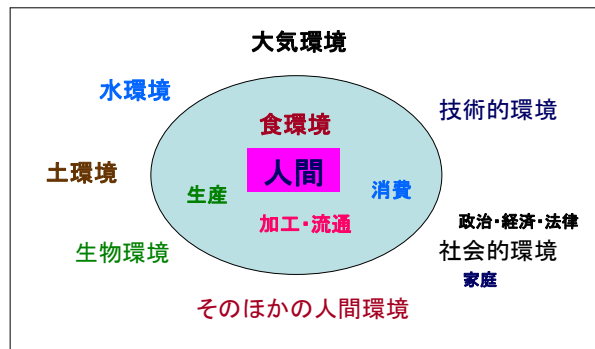 大気環境
水環境
技術的環境
食環境
人間
土環境
生産
消費
加工・流通
政治・経済・法律
生物環境
社会的環境
家庭
そのほかの人間環境